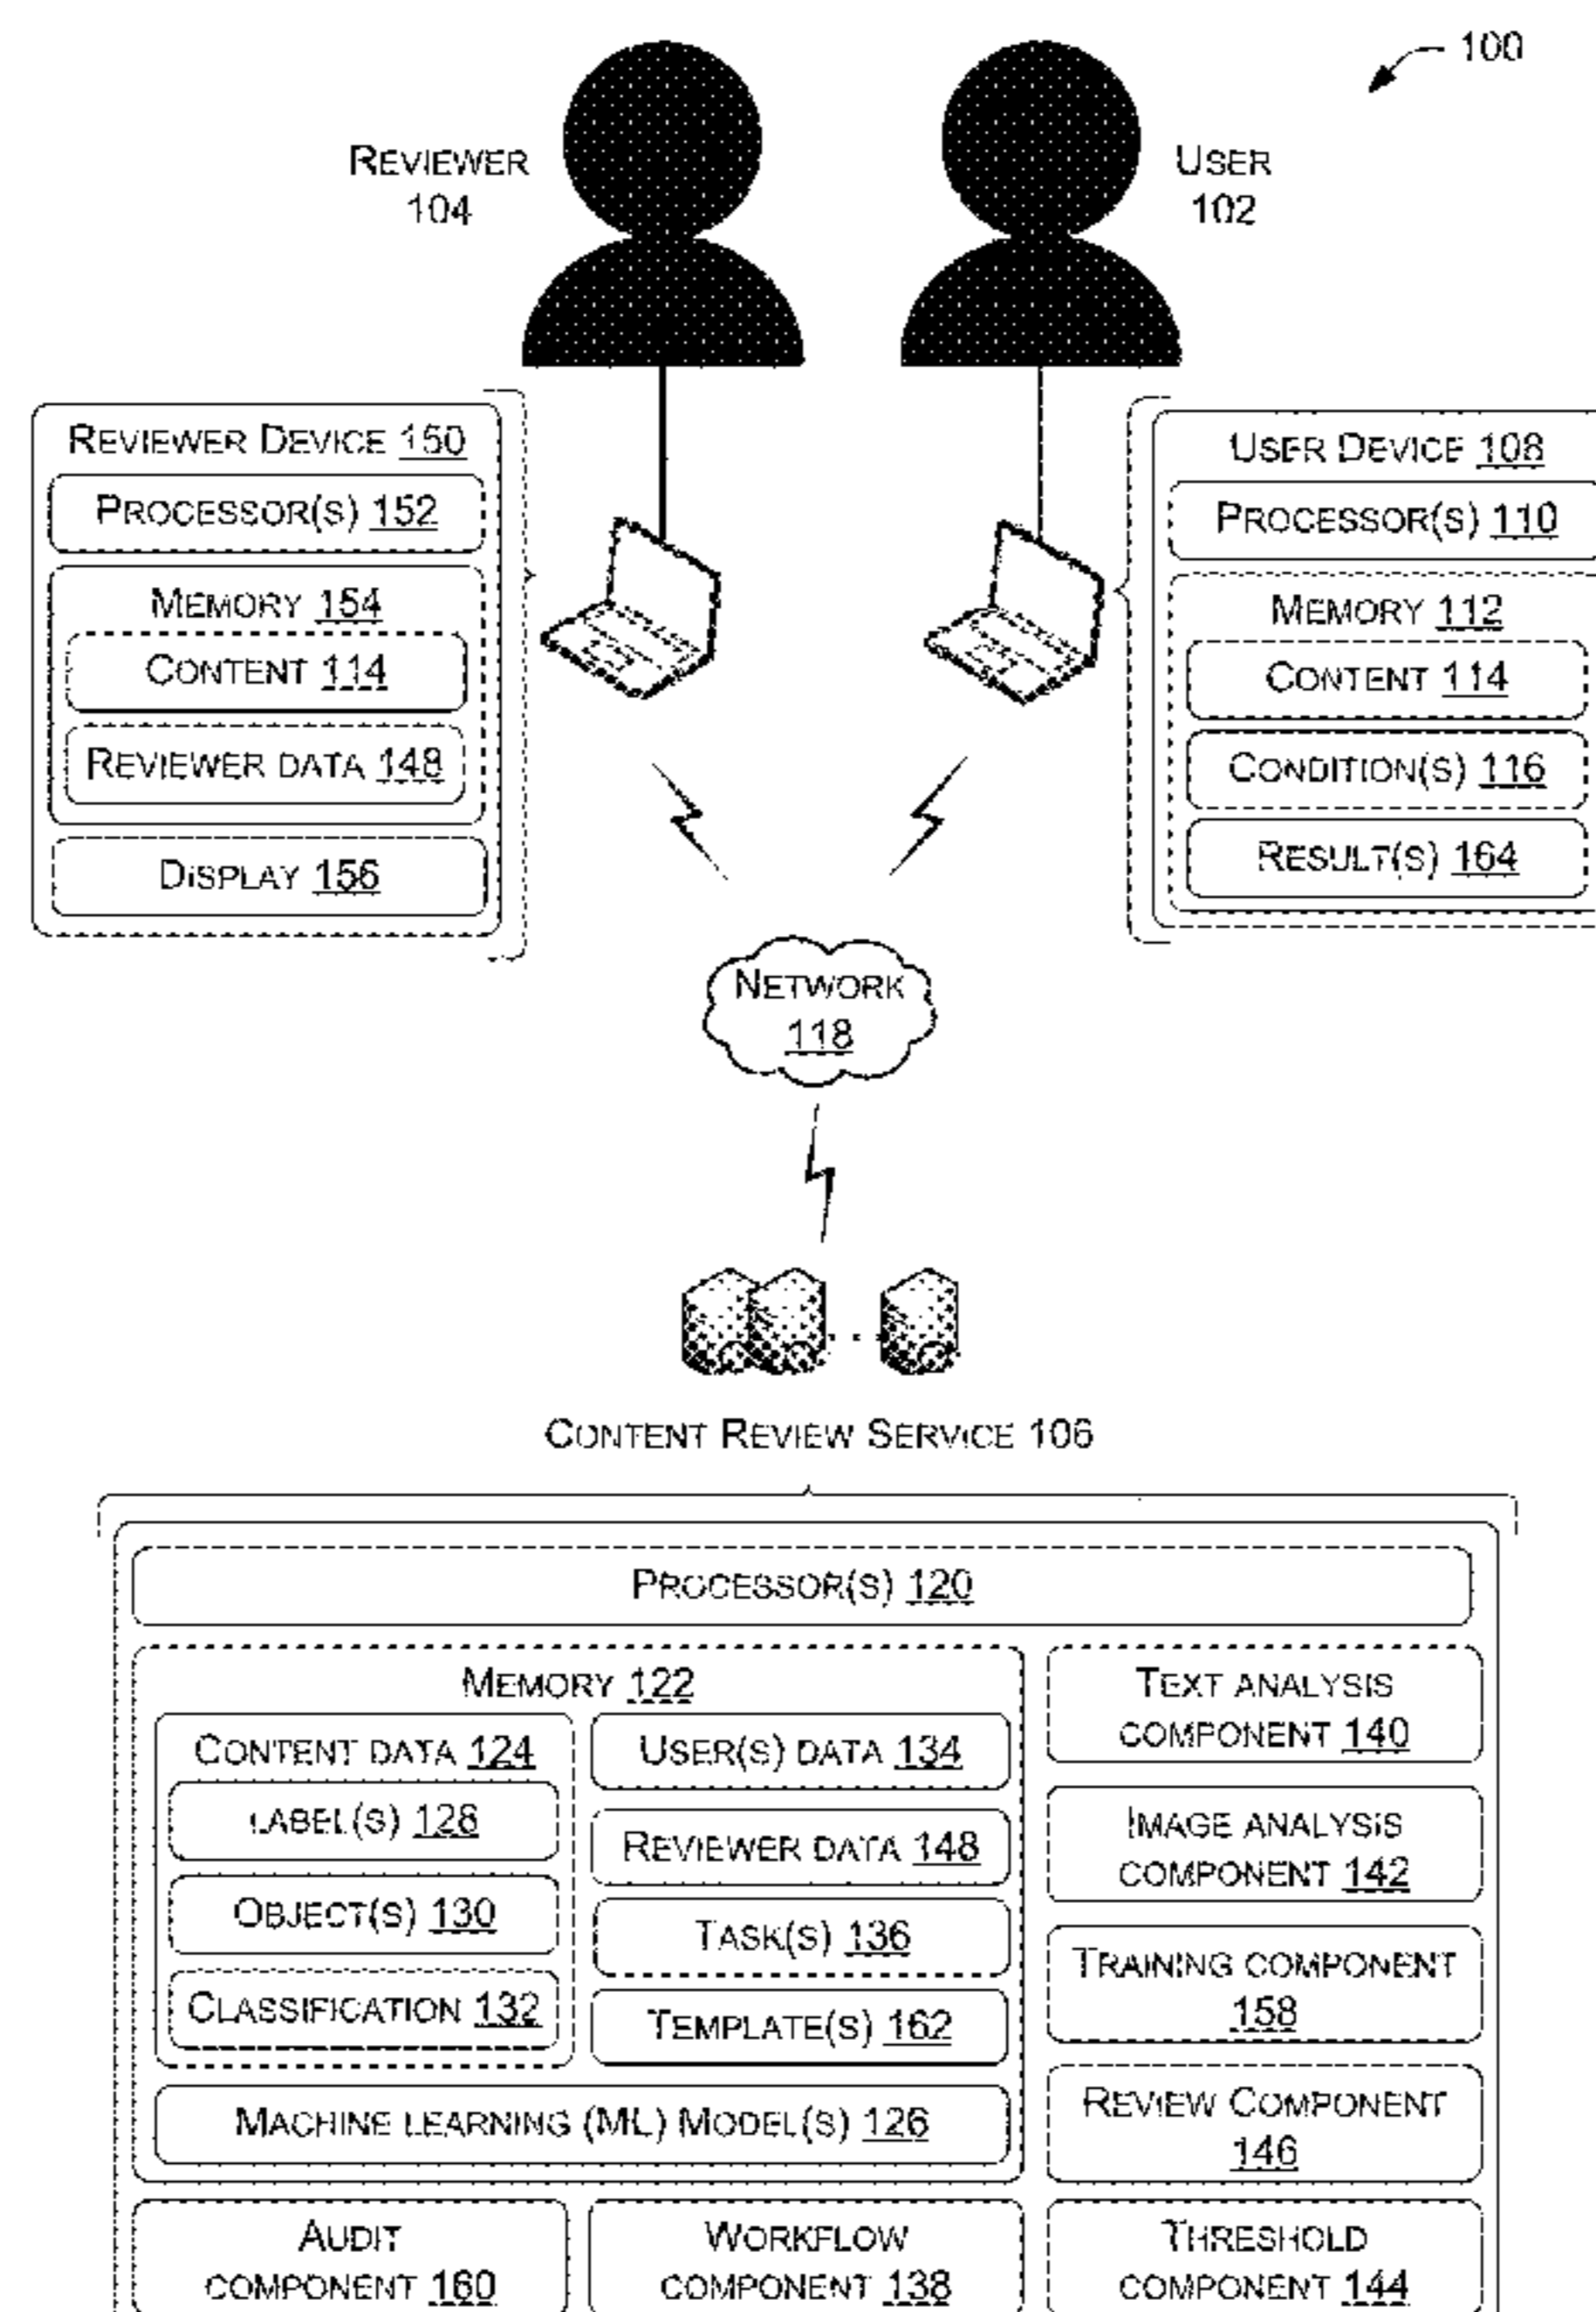 100
REVIEWER
104
USER
102
REVIEWER DEVICE 150
PROCESSOR(S) 152
MEMORY 154
CONTENT 114
REVIEWER DATA 148
DISPLAY 156
USER DEVICE 108
PROCESSOR(S) 110
MEMORY 112
CONTENT 114
CONDITION(S) 116
RESULT(S) 164
NETWORK
118
CONTENT REVIEW SERVICE 106
PROCESSOR(S) 120
MEMORY 122
CONTENT DATA 124
LABEL(S) 128
OBJECT(S) 130
CLASSIFICATION 132
USER(S) DATA 134
REVIEWER DATA 148
TASK(S) 136
TEMPLATE(S) 162
MACHINE LEARNING (ML) MODEL(S) 126
TEXT ANALYSIS
COMPONENT 140
IMAGE ANALYSIS
COMPONENT 142
TRAINING COMPONENT
158
REVIEW COMPONENT
146
AUDIT
COMPONENT 160
WORKFLOW
COMPONENT 138
THRESHOLD
COMPONENT 144